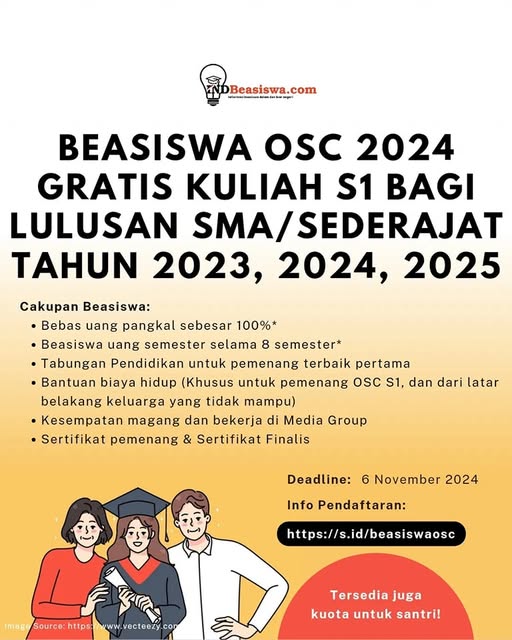 INDBeasiswa.com
BEASISWA OSC 2024
GRATIS KULIAH S1 BAGI
LULUSAN SMA/SEDERAJAT
TAHUN 2023, 2024, 2025
Cakupan Beasiswa:
• Bebas uang pangkal sebesar 100%*
• Beasiswa uang semester selama 8 semester*
• Tabungan Pendidikan untuk pemenang terbaik pertama
• Bantuan biaya hidup (Khusus untuk pemenang OSC S1, dan dari latar
belakang keluarga yang tidak mampu)
• Kesempatan magang dan bekerja di Media Group
• Sertifikat pemenang & Sertifikat Finalis
Deadline: 6 November 2024
Info Pendaftaran:
https://s.id/beasiswaosc
Tersedia juga
kuota untuk santri!
Image Source: https://www.vecteezy.com